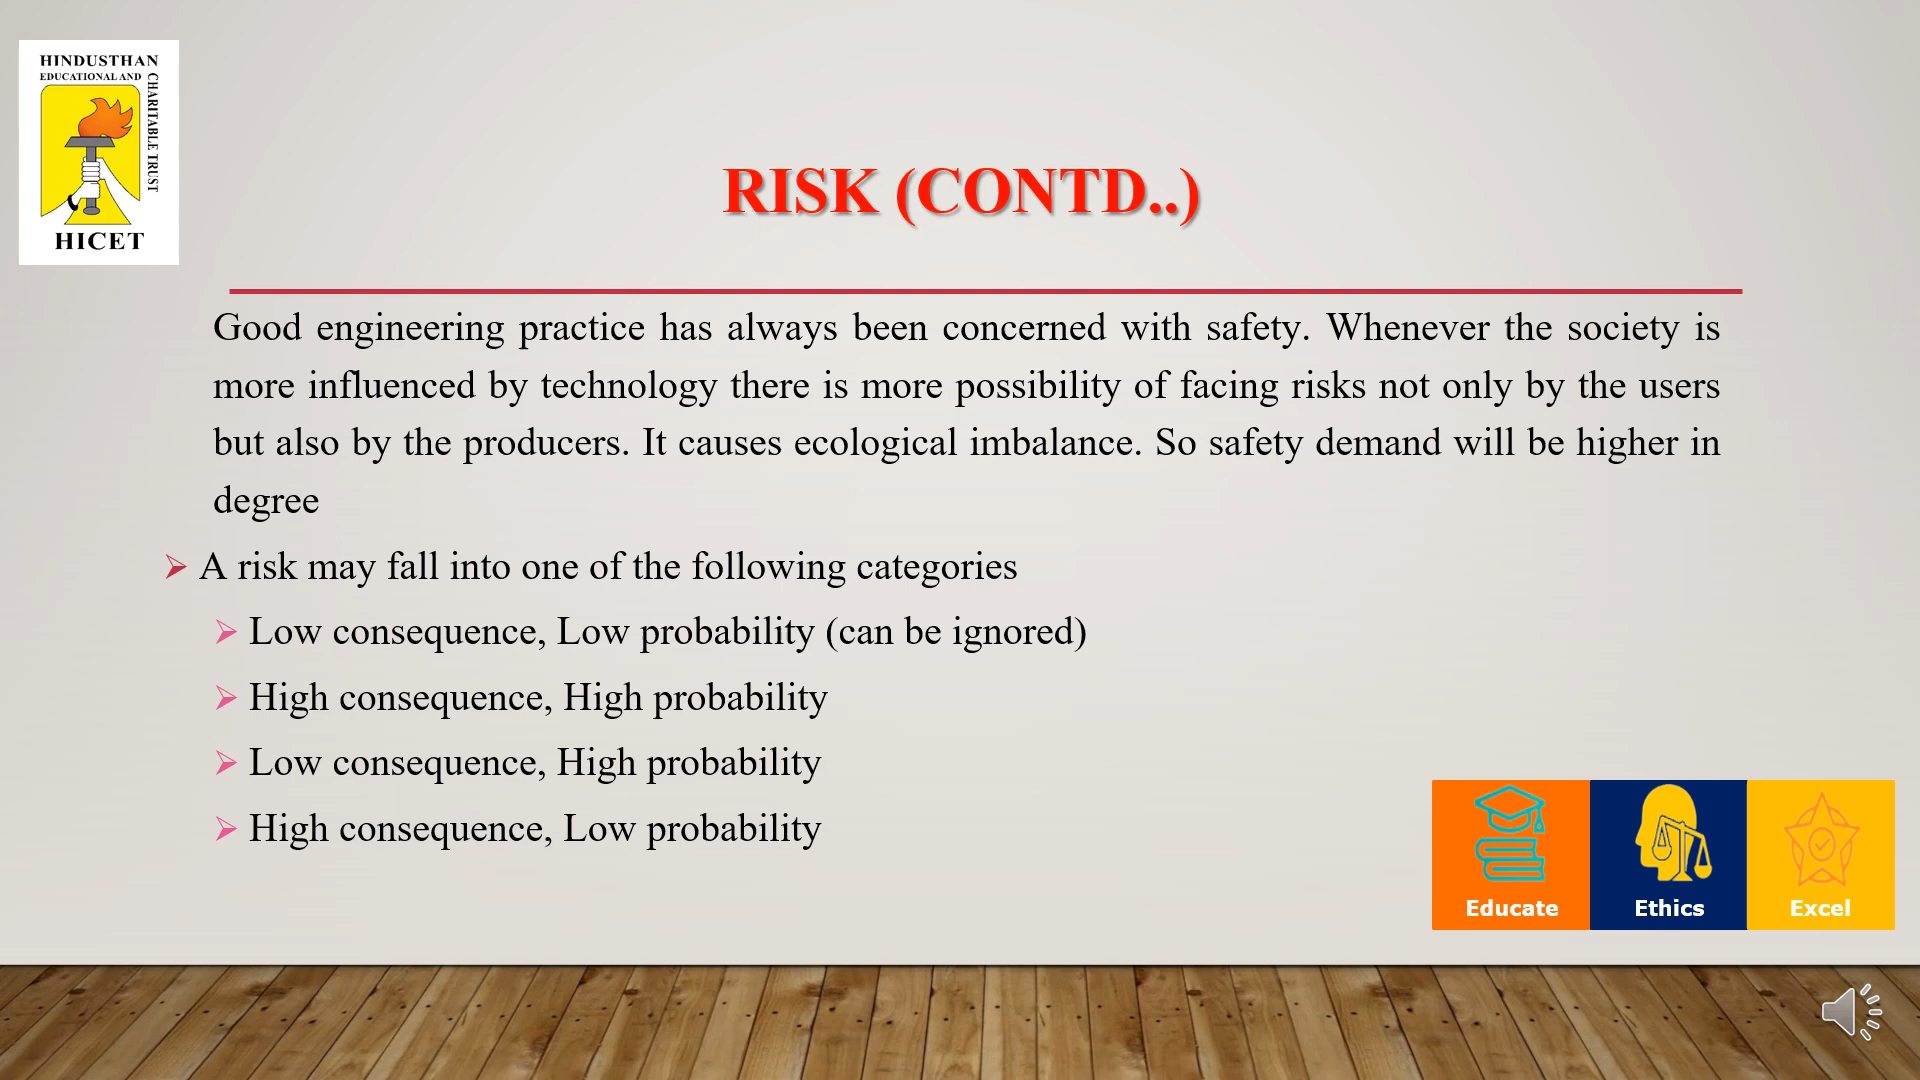 HINDUSTHAN
EDUCATIONAL AND
CHARITABLE TRUST
HICET
RISK (CONTD..)
Good engineering practice has always been concerned with safety. Whenever the society is
more influenced by technology there is more possibility of facing risks not only by the users
but also by the producers. It causes ecological imbalance. So safety demand will be higher in
degree
A risk may fall into one of the following categories
Low consequence, Low probability (can be ignored)
High consequence, High probability
Low consequence, High probability
High consequence, Low probability
Educate
Ethics
Excel